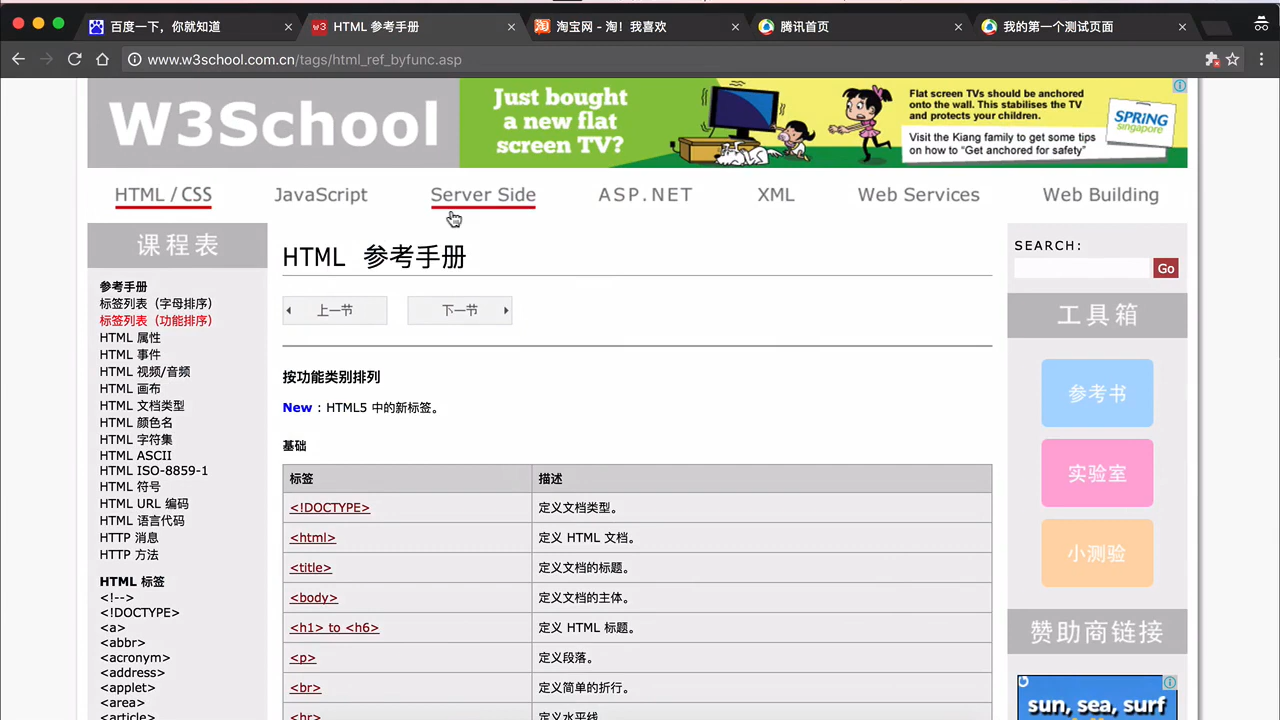 百度一下，你就知道
HTML 参考手册
淘宝网 - 淘！我喜欢
腾讯首页
我的第一个测试页面
www.w3school.com.cn/tags/html_ref_byfunc.asp
W3School
Just bought
a new flat
screen TV?
Flat screen TVs should be anchored
onto the wall. This stabilises the TV
and protects your children.
Visit the Kiang family to get some tips
on how to "Get anchored for safety"
SPRiNG
singapore
HTML / CSS
JavaScript
Server Side
ASP.NET
XML
Web Services
Web Building
课程表
参考手册
标签列表（字母排序）
标签列表（功能排序）
HTML 属性
HTML 事件
HTML 视频/音频
HTML 画布
HTML 文档类型
HTML 颜色名
HTML 字符集
HTML ASCII
HTML ISO-8859-1
HTML 符号
HTML URL 编码
HTML 语言代码
HTTP 消息
HTTP 方法
HTML 标签
<!-->
<!DOCTYPE>
<a>
<abbr>
<acronym>
<address>
<applet>
<area>
<article>
HTML 参考手册
上一节
下一节
按功能类别排列
New：HTML5 中的新标签。
基础
标签 描述
<!DOCTYPE> 定义文档类型。
<html> 定义 HTML 文档。
<title> 定义文档的标题。
<body> 定义文档的主体。
<h1> to <h6> 定义 HTML 标题。
<p> 定义段落。
<br> 定义简单的折行。
<hr> 定义水平线
SEARCH:
Go
工具箱
参考书
实验室
小测验
赞助商链接
sun, sea, surf